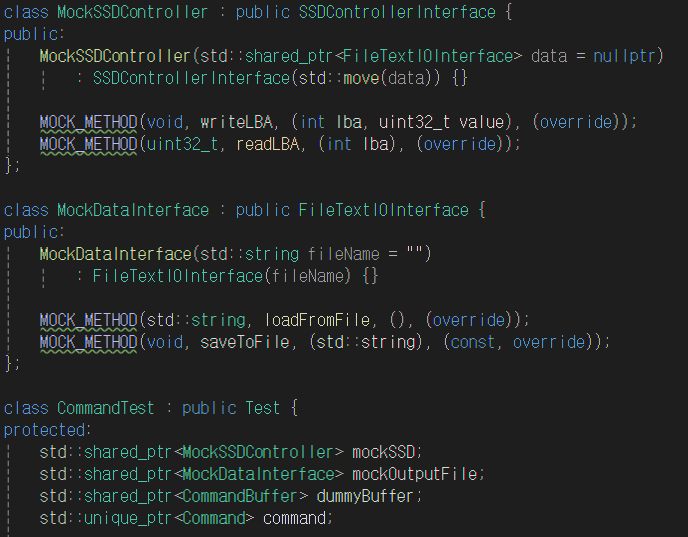 class MockSSDController : public SSDControllerInterface {
public:
    MockSSDController(std::shared_ptr<FileTextIOInterface> data = nullptr)
        : SSDControllerInterface(std::move(data)) {}

    MOCK_METHOD(void, writeLBA, (int lba, uint32_t value), (override));
    MOCK_METHOD(uint32_t, readLBA, (int lba), (override));
};

class MockDataInterface : public FileTextIOInterface {
public:
    MockDataInterface(std::string fileName = "")
        : FileTextIOInterface(fileName) {}

    MOCK_METHOD(std::string, loadFromFile, (), (override));
    MOCK_METHOD(void, saveToFile, (std::string), (const, override));
};

class CommandTest : public Test {
protected:
    std::shared_ptr<MockSSDController> mockSSD;
    std::shared_ptr<MockDataInterface> mockOutputFile;
    std::shared_ptr<CommandBuffer> dummyBuffer;
    std::unique_ptr<Command> command;